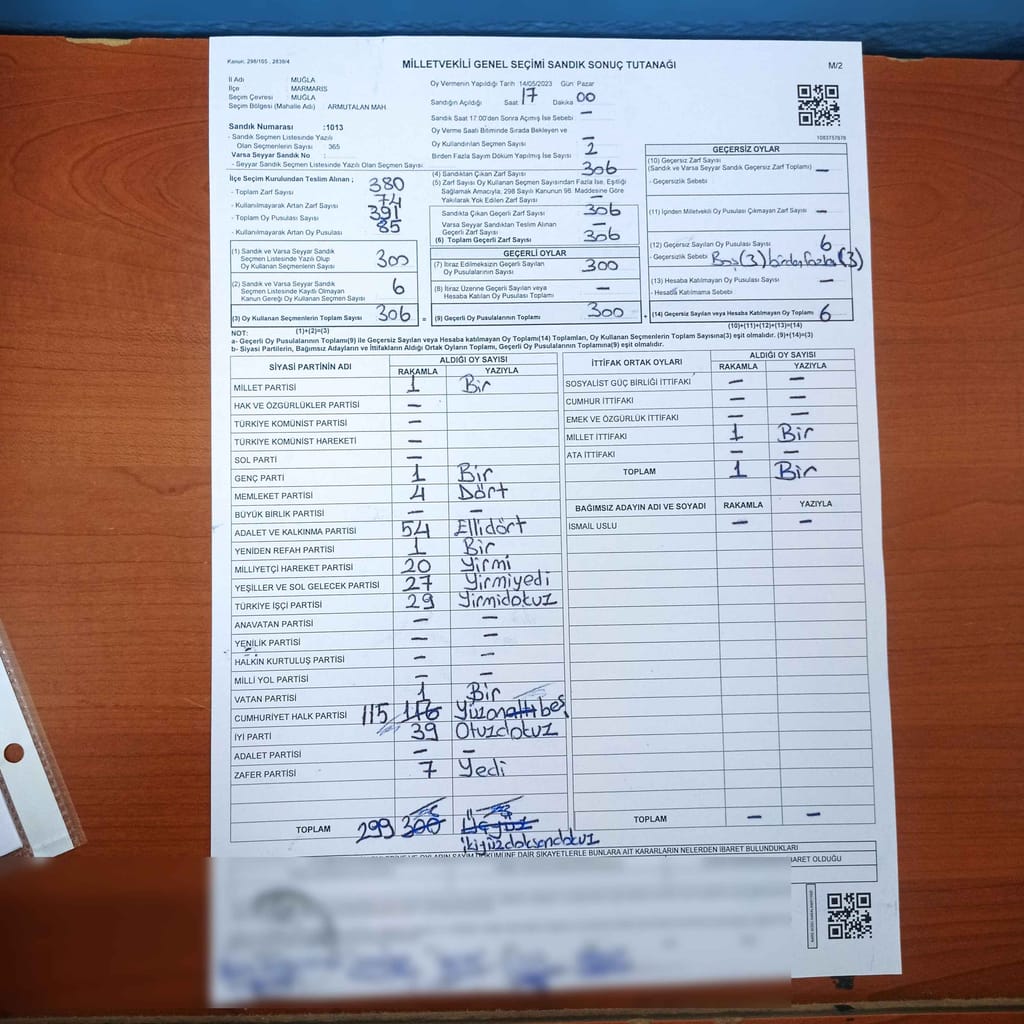 Kanun: 298/105 , 2839/4
MİLLETVEKİLİ GENEL SEÇİMİ SANDIK SONUÇ TUTANAĞI
M/2
İl Adı : MUĞLA
İlçe : MARMARİS
Seçim Çevresi : MUĞLA
Seçim Bölgesi (Mahalle Adı) ARMUTALAN MAH.
Sandık Numarası :1013
- Sandık Seçmen Listesinde Yazılı
Olan Seçmenlerin Sayısı 365
Varsa Seyyar Sandık No :
- Seyyar Sandık Seçmen Listesinde Yazılı Olan Seçmen Sayısı
Oy Vermenin Yapıldığı Tarih 14/05/2023 Gün: Pazar
Sandığın Açıldığı Saat 17 Dakika 00
Sandık Saat 17.00'den Sonra Açımış İse Sebebi —
Oy Verme Saati Bitiminde Sırada Bekleyen ve
Oy Kullandırılan Seçmen Sayısı —
Birden Fazla Sayım Döküm Yapılmış İse Sayısı 2
1083757676
İlçe Seçim Kurulundan Teslim Alınan ;
- Toplam Zarf Sayısı 380
- Kullanılmayarak Artan Zarf Sayısı 74
- Toplam Oy Pusulası Sayısı 391
- Kullanılmayarak Artan Oy Pusulası 85
(4) Sandıktan Çıkan Zarf Sayısı 306
(5) Zarf Sayısı Oy Kullanan Seçmen Sayısından Fazla İse, Eşitliği
Sağlamak Amacıyla, 298 Sayılı Kanunun 98. Maddesine Göre
Yakılarak Yok Edilen Zarf Sayısı —
Sandıkta Çıkan Geçerli Zarf Sayısı 306
Varsa Seyyar Sandıktan Teslim Alınan
Geçerli Zarf Sayısı —
(6) Toplam Geçerli Zarf Sayısı 306
GEÇERSİZ OYLAR
(10) Geçersiz Zarf Sayısı
(Sandık ve Varsa Seyyar Sandık Geçersiz Zarf Toplamı) —
- Geçersizlik Sebebi
(11) İçinden Milletvekili Oy Pusulası Çıkmayan Zarf Sayısı —
(12) Geçersiz Sayılan Oy Pusulası Sayısı 6
- Geçersizlik Sebebi Boş(3) birden fazla (3)
(13) Hesaba Katılmayan Oy Pusulası Sayısı —
- Hesaba Katılmama Sebebi
(14) Geçersiz Sayılan veya Hesaba Katılmayan Oy Toplamı 6
(10)+(11)+(12)+(13)=(14)
(1) Sandık ve Varsa Seyyar Sandık
Seçmen Listesinde Yazılı Olup
Oy Kullanan Seçmenlerin Sayısı 300
(2) Sandık ve Varsa Seyyar Sandık
Seçmen Listesinde Kayıtlı Olmayan
Kanun Gereği Oy Kullanan Seçmen Sayısı 6
(3) Oy Kullanan Seçmenlerin Toplam Sayısı 306 =
(1)+(2)=(3)
GEÇERLİ OYLAR
(7) İtiraz Edilmeksizin Geçerli Sayılan
Oy Pusulalarının Sayısı 300
(8) İtiraz Üzerine Geçerli Sayılan veya
Hesaba Katılan Oy Pusulası Toplamı —
(9) Geçerli Oy Pusulalarının Toplamı 300 +
NOT:
a- Geçerli Oy Pusulalarının Toplamı(9) ile Geçersiz Sayılan veya Hesaba Katılmayan Oy Pusulası Toplamı(14) Toplamları, Oy Kullanan Seçmenlerin Toplam Sayısına(3) eşit olmalıdır. (9)+(14)=(3)
b- Siyasi Partilerin, Bağımsız Adayların ve İttifakların Aldığı Ortak Oyların Toplamı, Geçerli Oy Pusulalarının Toplamına(9) eşit olmalıdır.
SİYASİ PARTİNİN ADI ALDIĞI OY SAYISI
RAKAMLA YAZIYLA
MİLLET PARTİSİ 1 Bir
HAK VE ÖZGÜRLÜKLER PARTİSİ —
TÜRKİYE KOMÜNİST PARTİSİ —
TÜRKİYE KOMÜNİST HAREKETİ —
SOL PARTİ —
GENÇ PARTİ 1 Bir
MEMLEKET PARTİSİ 4 Dört
BÜYÜK BİRLİK PARTİSİ — —
ADALET VE KALKINMA PARTİSİ 54 Ellidört
YENİDEN REFAH PARTİSİ 1 Bir
MİLLİYETÇİ HAREKET PARTİSİ 20 Yirmi
YEŞİLLER VE SOL GELECEK PARTİSİ 27 Yirmiyedi
TÜRKİYE İŞÇİ PARTİSİ 29 Yirmidokuz
ANAVATAN PARTİSİ — —
YENİLİK PARTİSİ — —
HALKIN KURTULUŞ PARTİSİ — —
MİLLİ YOL PARTİSİ — —
VATAN PARTİSİ 1 Bir
CUMHURİYET HALK PARTİSİ 115 116 Yüzonaltı beş
İYİ PARTİ 39 Otuzdokuz
ADALET PARTİSİ — —
ZAFER PARTİSİ 7 Yedi
TOPLAM 299 300 Üçyüz
ikiyüzdoksandokuz
İTTİFAK ORTAK OYLARI ALDIĞI OY SAYISI
RAKAMLA YAZIYLA
SOSYALİST GÜÇ BİRLİĞİ İTTİFAKI — —
CUMHUR İTTİFAKI — —
EMEK VE ÖZGÜRLÜK İTTİFAKI — —
MİLLET İTTİFAKI 1 Bir
ATA İTTİFAKI — —
TOPLAM 1 Bir
BAĞIMSIZ ADAYIN ADI VE SOYADI RAKAMLA YAZIYLA
İSMAİL USLU — —
TOPLAM — —
OYLARIN SAYIM DÖKÜMÜNE DAİR ŞİKAYETLERLE BUNLARA AİT KARARLARIN NELERDEN İBARET BULUNDUKLARI
İBARET OLDUĞU